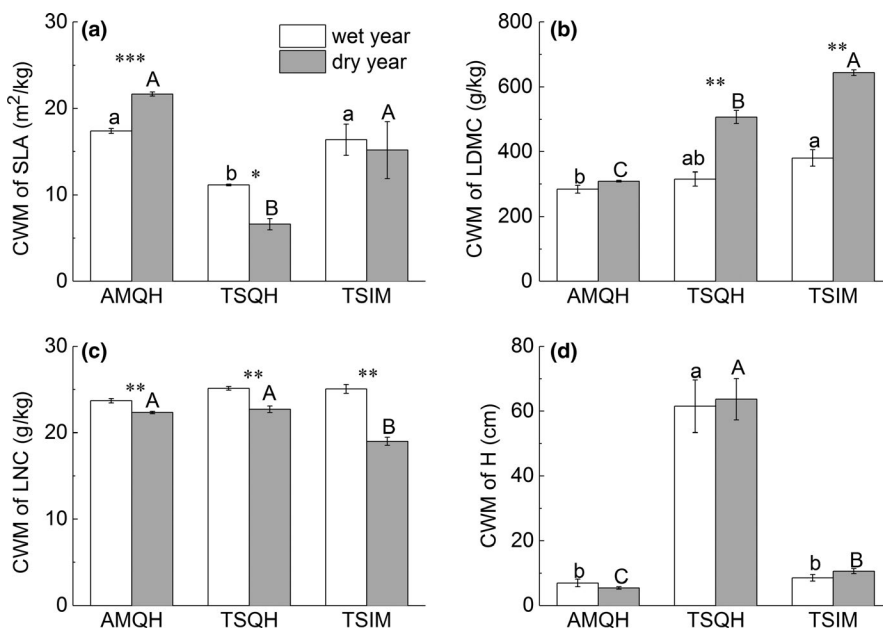 (a)
wet year
dry year
CWM of SLA (m²/kg)
30
20
10
0
a
***
A
b
*
B
a
A
AMQH
TSQH
TSIM
(b)
CWM of LDMC (g/kg)
800
600
400
200
0
b
C
ab
**
B
a
**
A
AMQH
TSQH
TSIM
(c)
CWM of LNC (g/kg)
30
20
10
0
**
A
**
A
**
B
AMQH
TSQH
TSIM
(d)
CWM of H (cm)
80
60
40
20
0
b
C
a
A
b
B
AMQH
TSQH
TSIM